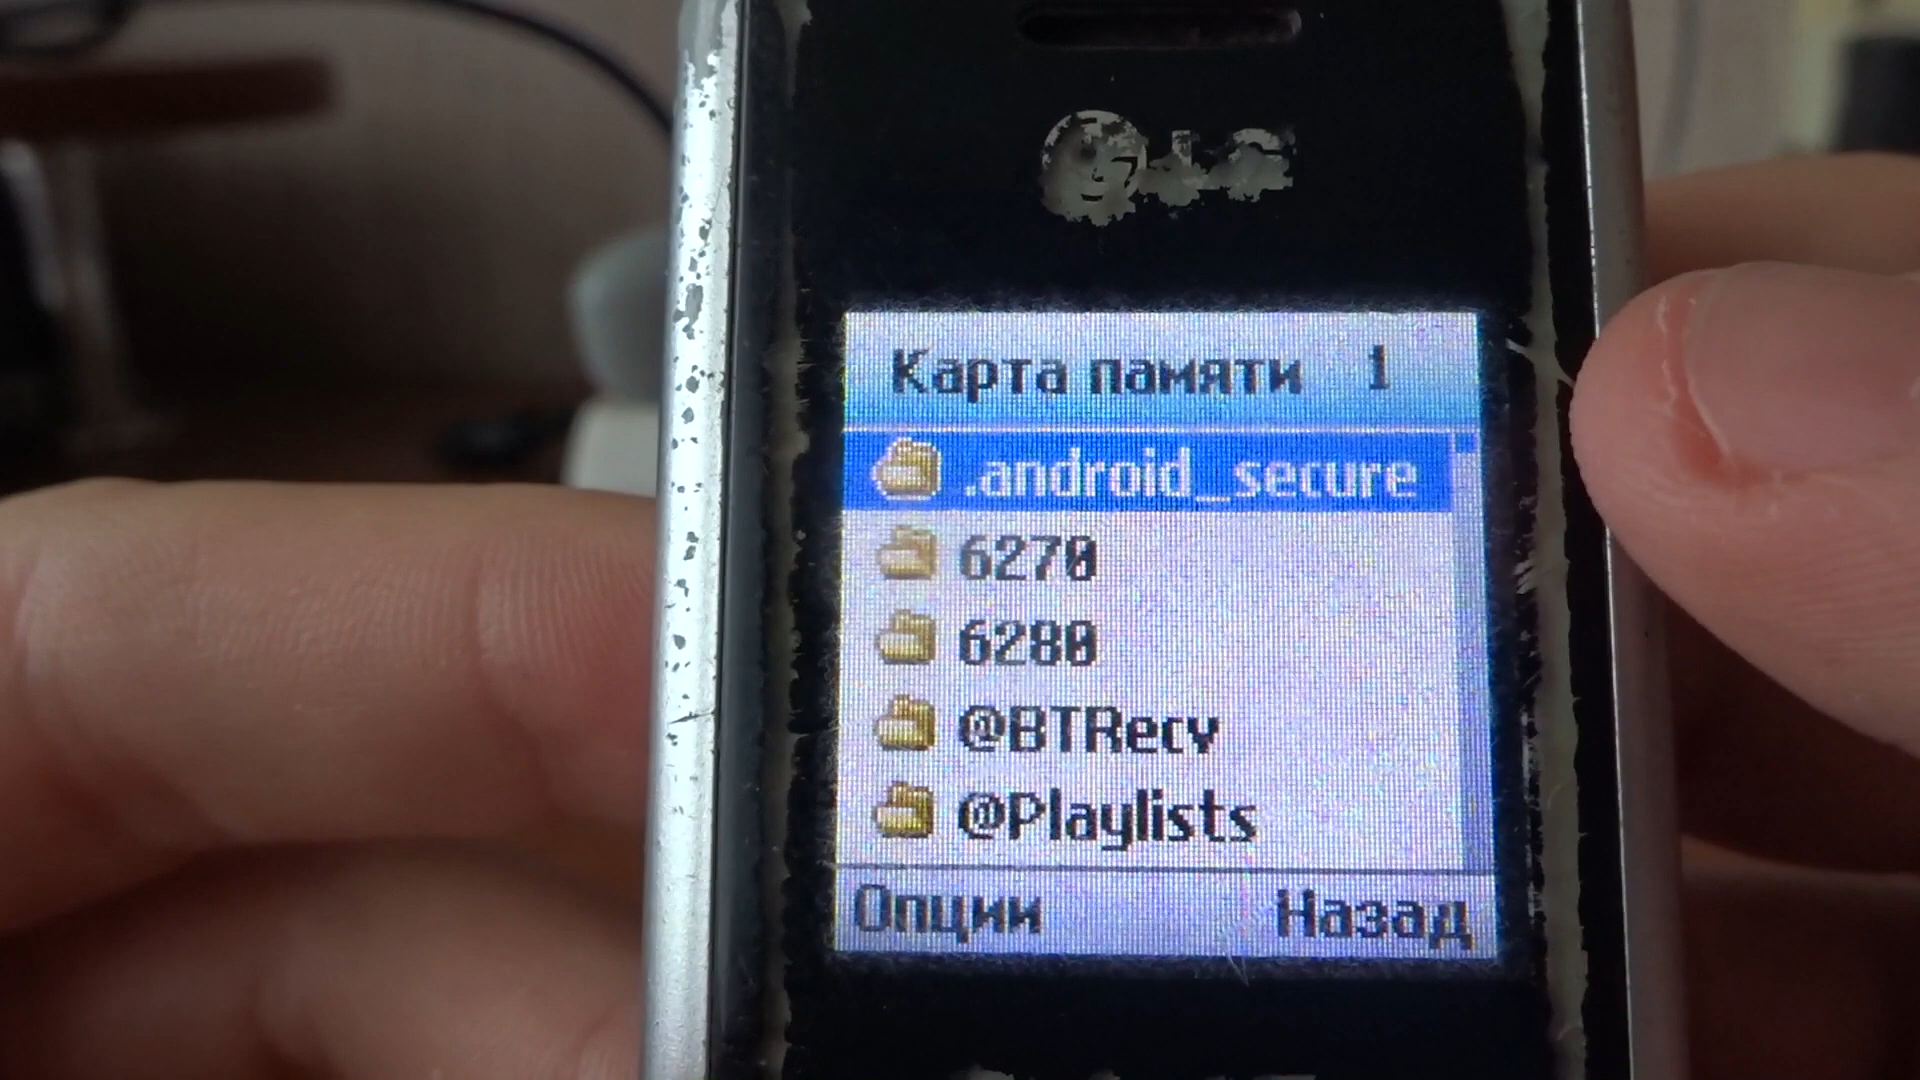 LG
Карта памяти 1
.android_secure
6270
6280
@BTRecv
@Playlists
Опции Назад